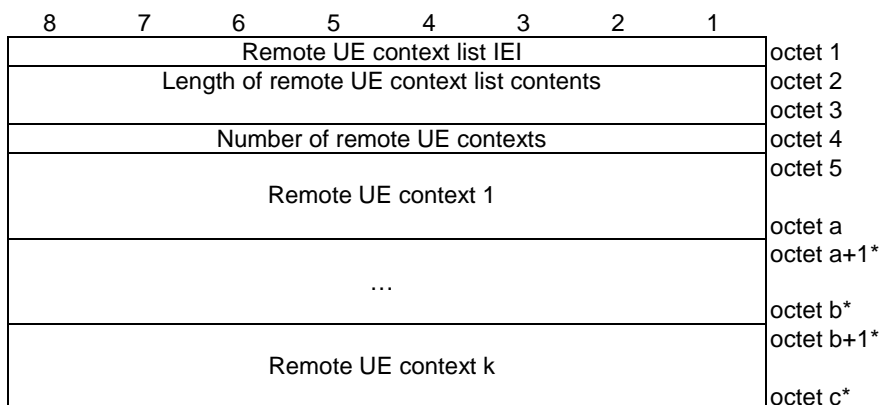 8 7 6 5 4 3 2 1
Remote UE context list IEI octet 1
Length of remote UE context list contents octet 2
octet 3
Number of remote UE contexts octet 4
octet 5
Remote UE context 1
octet a
octet a+1*
…
octet b*
octet b+1*
Remote UE context k
octet c*